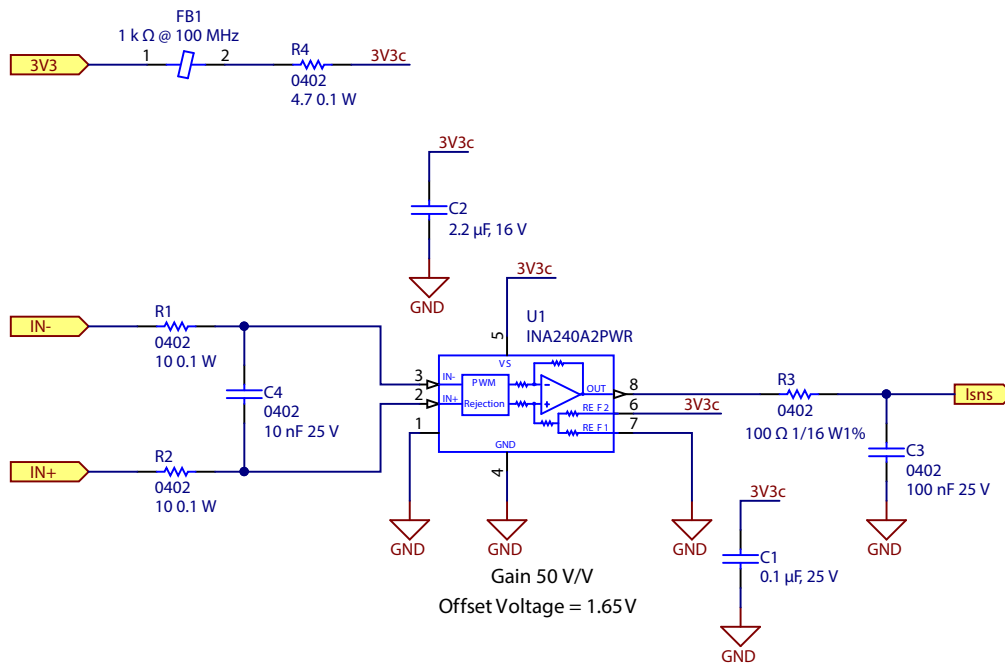 FB1
1 k Ω @ 100 MHz
3V3
1
2
R4
3V3c
0402
4.7 0.1 W
3V3c
C2
2.2 µF, 16 V
GND
3V3c
U1
INA240A2PWR
IN-
R1
0402
10 0.1 W
C4
0402
10 nF 25 V
IN+
R2
0402
10 0.1 W
5
VS
3
IN-
PWM
2
IN+
Rejection
OUT
8
RE F 2
6
3V3c
1
RE F 1
7
GND
4
R3
0402
100 Ω 1/16 W1%
Isns
C3
0402
100 nF 25 V
GND
GND
GND
GND
3V3c
C1
0.1 µF, 25 V
GND
Gain 50 V/V
Offset Voltage = 1.65V